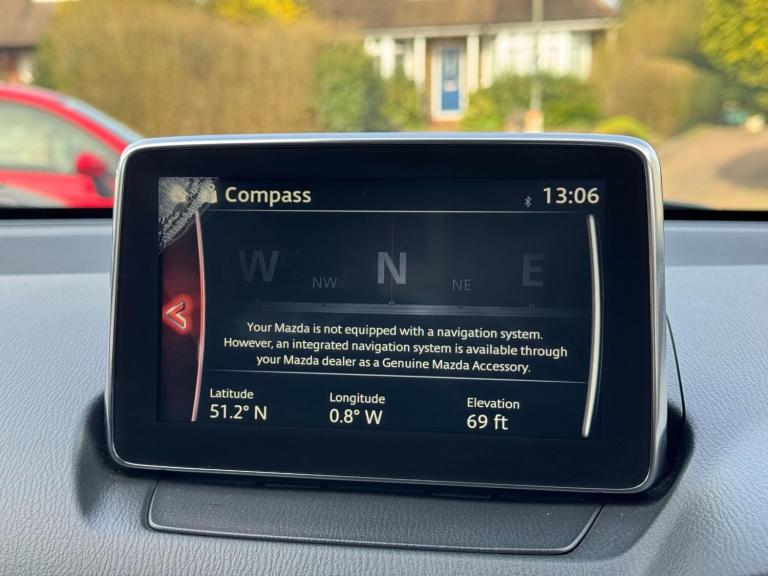 Compass
13:06
W NW N NE E
Your Mazda is not equipped with a navigation system.
However, an integrated navigation system is available through
your Mazda dealer as a Genuine Mazda Accessory.
Latitude Longitude Elevation
51.2° N 0.8° W 69 ft